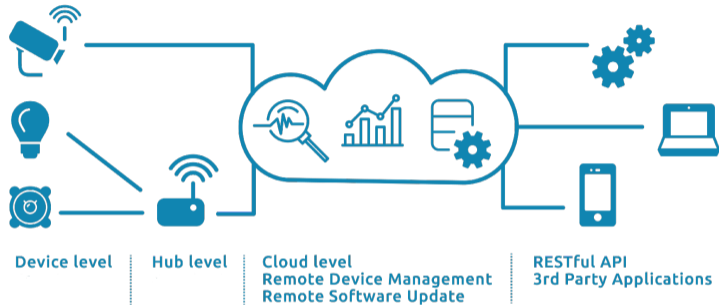 Device level
Hub level
Cloud level
Remote Device Management
Remote Software Update
RESTful API
3rd Party Applications